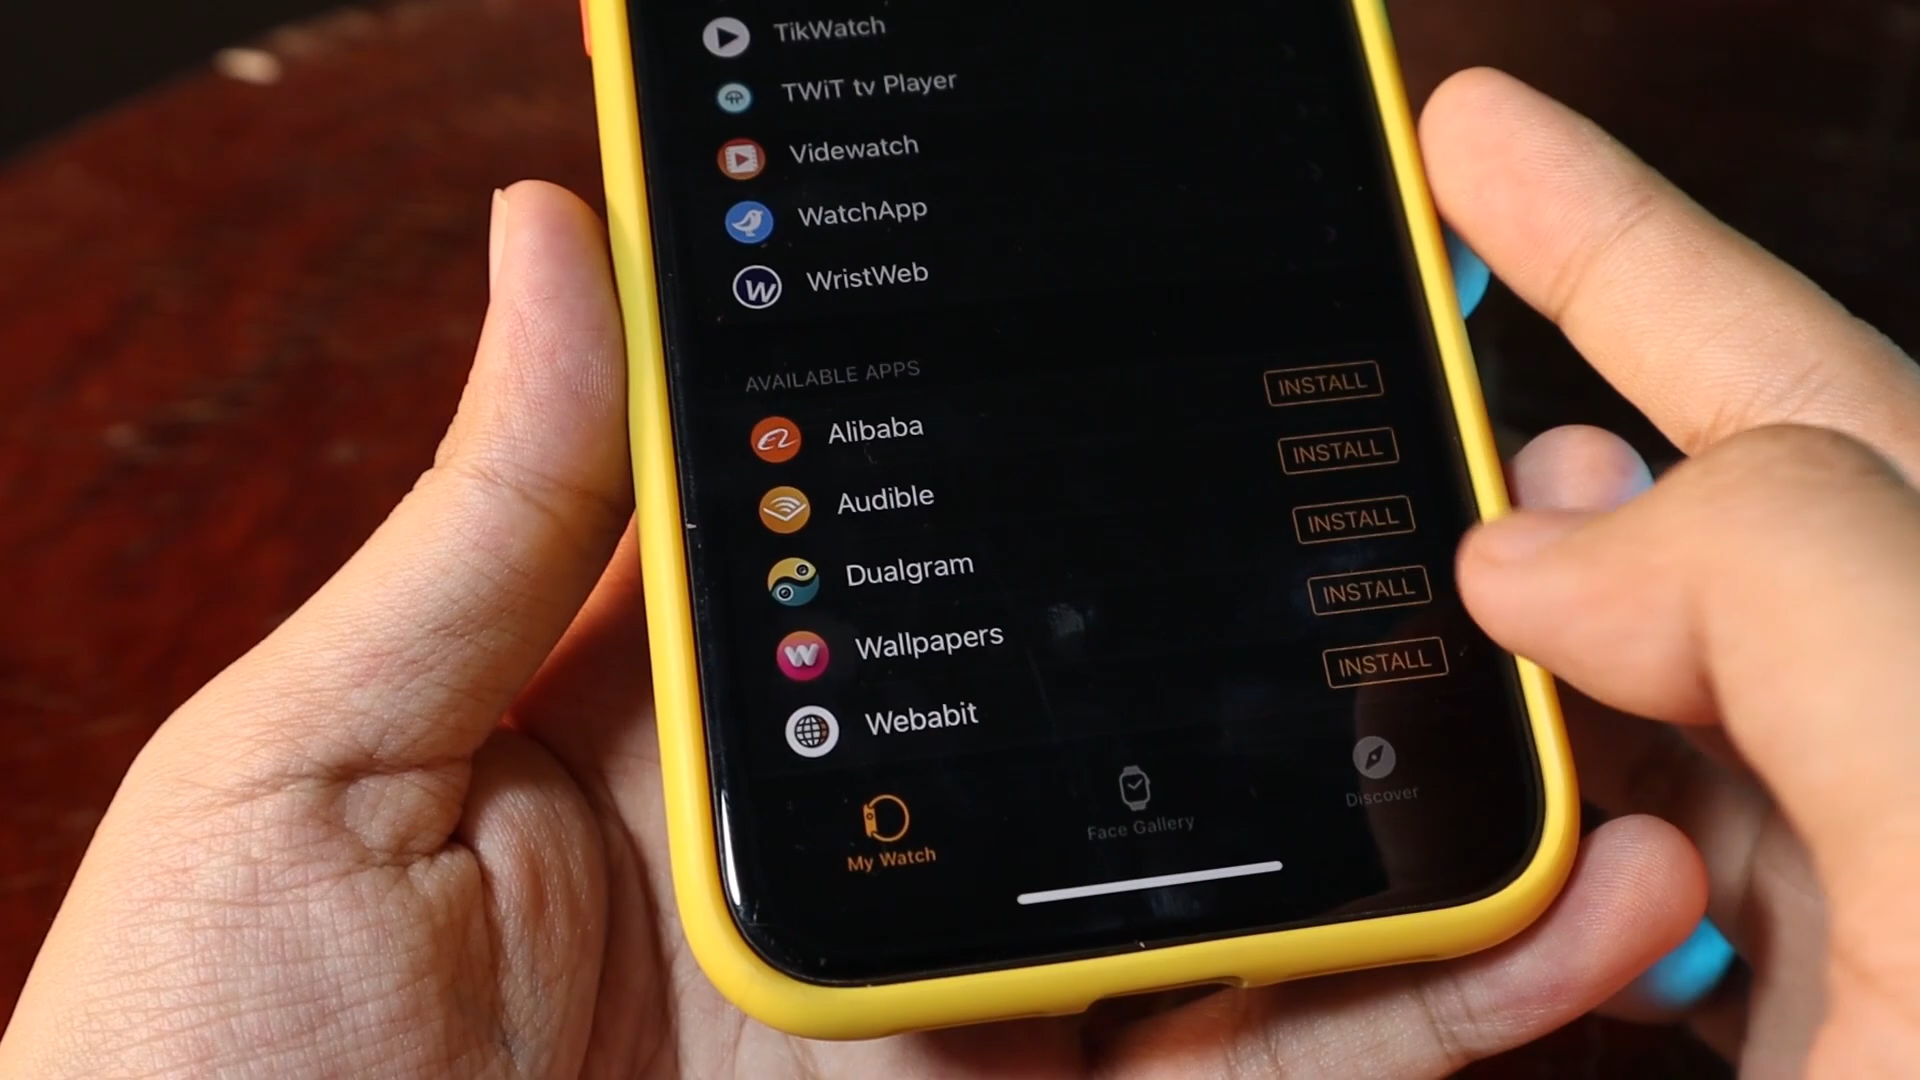 TikWatch
TWiT tv Player
Videwatch
WatchApp
WristWeb
AVAILABLE APPS
Alibaba INSTALL
Audible INSTALL
Dualgram INSTALL
Wallpapers INSTALL
Webabit INSTALL
My Watch Face Gallery Discover